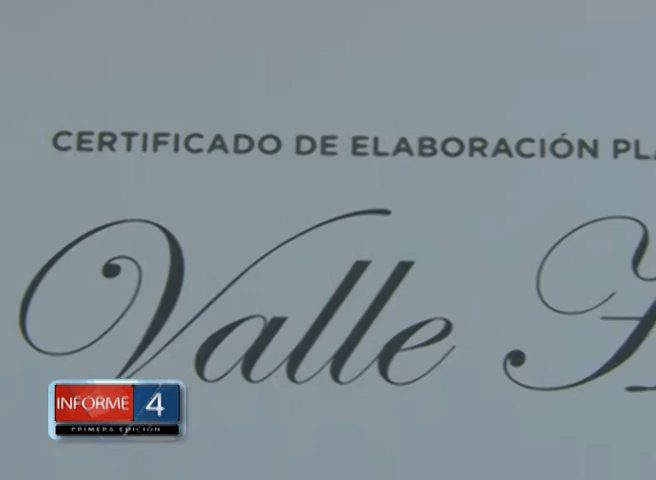 CERTIFICADO DE ELABORACIÓN
Valle
INFORME 4
PRIMERA EDICIÓN